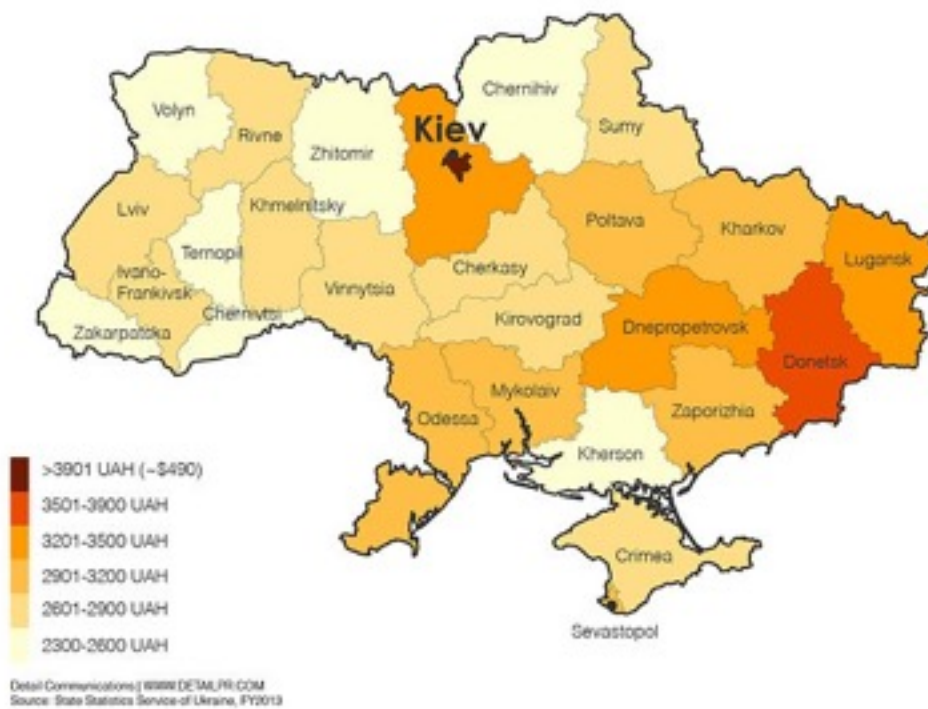 Volyn
Rivne
Zhitomir
Kiev
Chernihiv
Sumy
Lviv
Khmelnitsky
Ternopil
Ivano-
Frankivsk
Zakarpatska
Chernivtsi
Vinnytsia
Cherkasy
Poltava
Kharkov
Lugansk
Kirovograd
Dnepropetrovsk
Donetsk
Odessa
Mykolaiv
Zaporizhia
Kherson
Crimea
Sevastopol
>3901 UAH (~$490)
3501-3900 UAH
3201-3500 UAH
2901-3200 UAH
2601-2900 UAH
2300-2600 UAH
Detail Communications | WWW.DETAILPR.COM
Source: State Statistics Service of Ukraine, FY2013